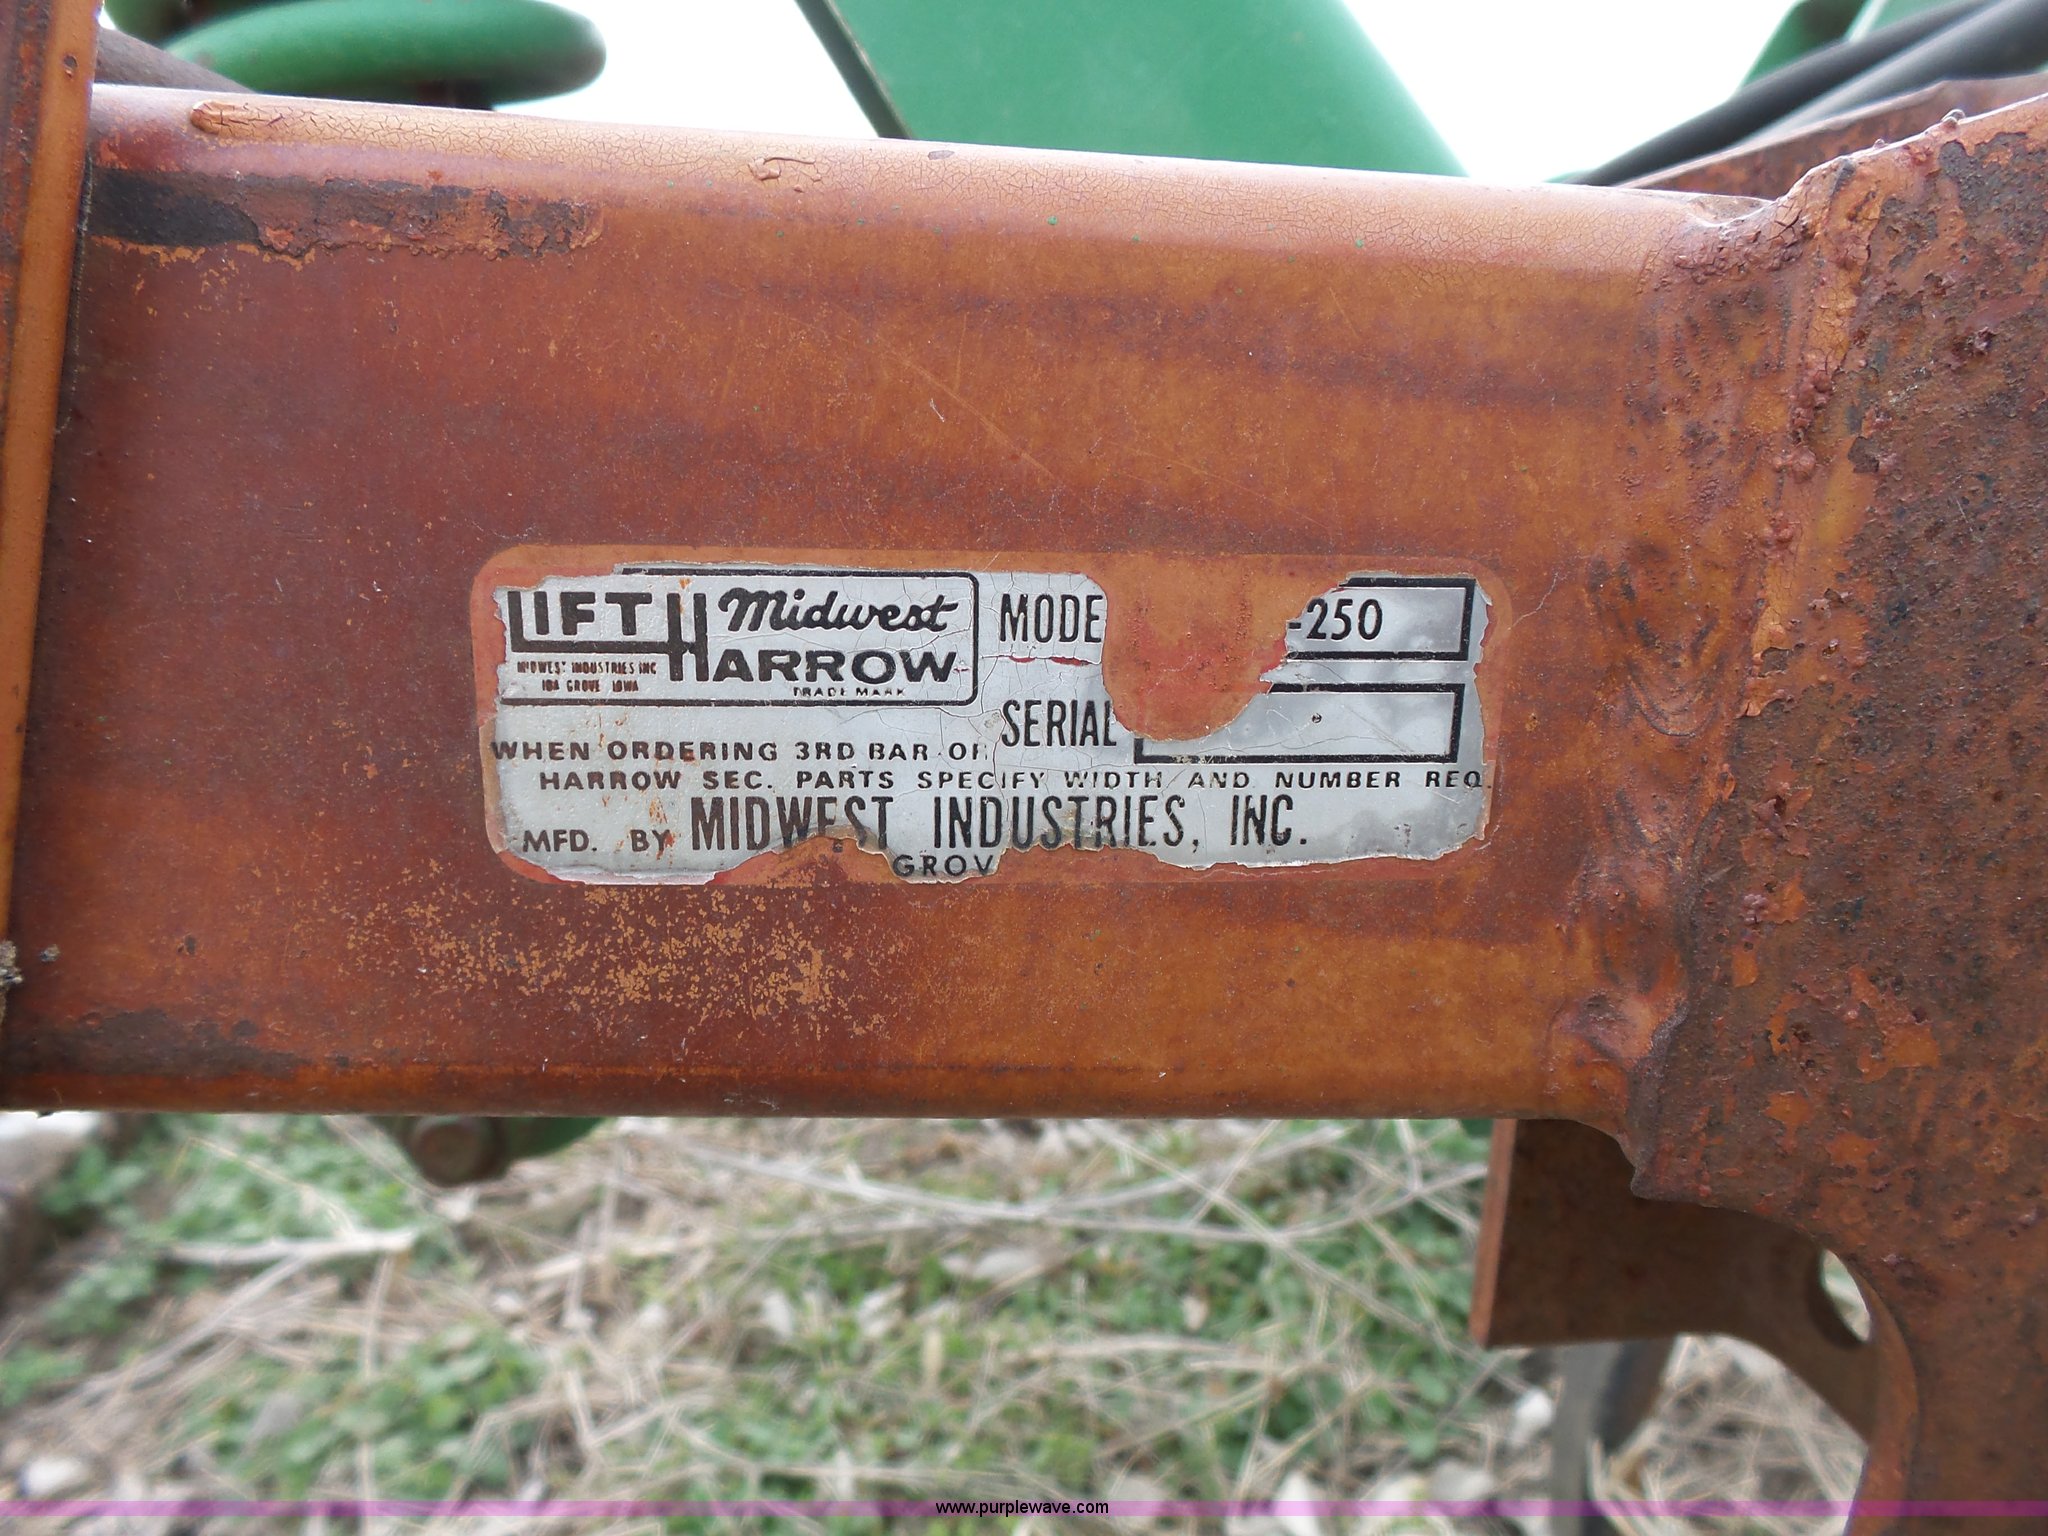 LIFT HARROW
Midwest
MIDWEST INDUSTRIES INC
IDA GROVE IOWA
TRADE MARK
MODE -250
SERIAL
WHEN ORDERING 3RD BAR OR
HARROW SEC. PARTS SPECIFY WIDTH AND NUMBER REQ.
MFD. BY MIDWEST INDUSTRIES, INC.
GROV
www.purplewave.com